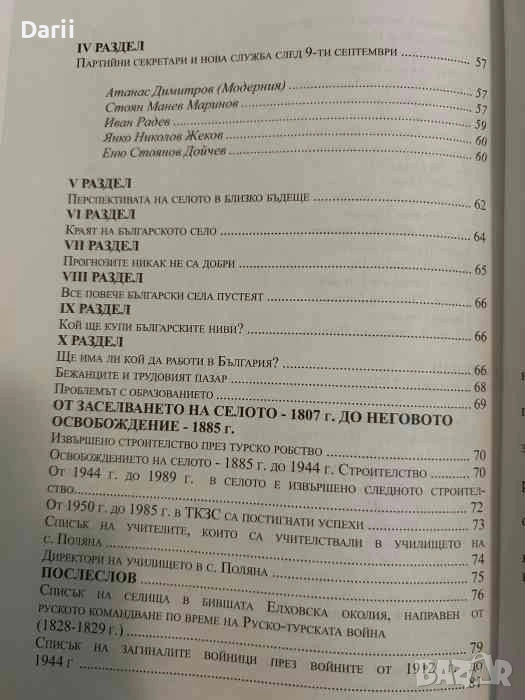 Darii
IV РАЗДЕЛ
Партийни секретари и нова служба след 9-ти септември 57
Атанас Димитров (Модерния) 57
Стоян Манев Маринов 57
Иван Радев 59
Янко Николов Жеков 60
Еню Стоянов Дойчев 60
V РАЗДЕЛ
Перспективата на селото в близко бъдеще 62
VI РАЗДЕЛ
Краят на българското село 64
VII РАЗДЕЛ
Прогнозите никак не са добри 65
VIII РАЗДЕЛ
Все повече български села пустеят 66
IX РАЗДЕЛ
Кой ще купи българските ниви? 66
X РАЗДЕЛ
Ще има ли кой да работи в България? 66
Бежанците и трудовият пазар 68
Проблемът с образованието 69
ОТ ЗАСЕЛВАНЕТО НА СЕЛОТО - 1807 г. ДО НЕГОВОТО
ОСВОБОЖДЕНИЕ - 1885 г.
Извършено строителство през турско робство 70
Освобождението на селото - 1885 г. до 1944 г. Строителство 70
От 1944 г. до 1989 г. в селото е извършено следното строител-
ство 72
От 1950 г. до 1985 г. в ТКЗС са постигнати успехи 73
Списък на учителите, които са учителствали в училището на
с. Поляна 74
Директори на училището в с. Поляна 75
ПОСЛЕСЛОВ 76
Списък на селища в бившата Елховска околия, направен от
руското командване по време на Руско-турската война
(1828-1829 г.) 79
Списък на загиналите войници през войните от 1912 г. до
1944 г 81
BAZAR